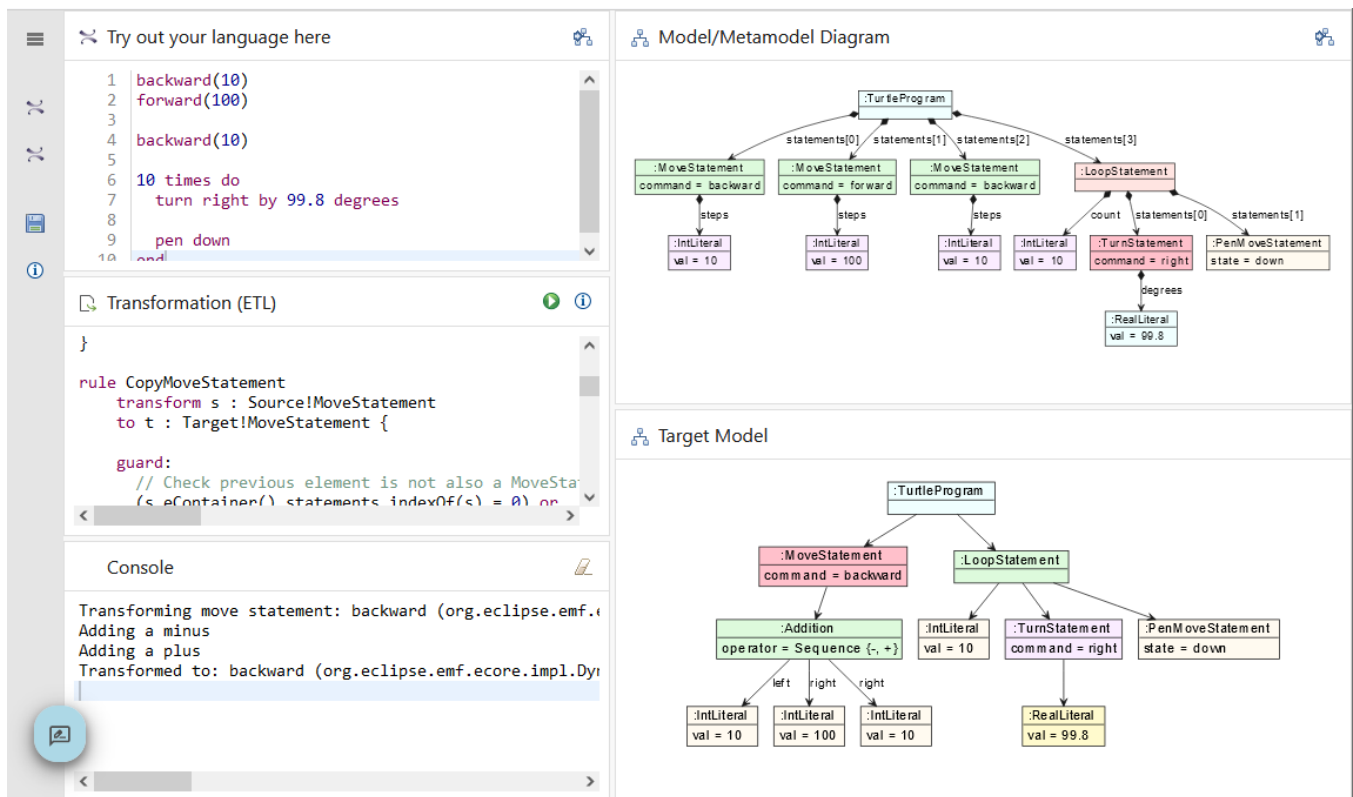 Try out your language here
1 backward(10)
2 forward(100)
3
4 backward(10)
5
6 10 times do
7 turn right by 99.8 degrees
8
9 pen down
10 end
Transformation (ETL)
}
rule CopyMoveStatement
transform s : Source!MoveStatement
to t : Target!MoveStatement {
guard:
// Check previous element is not also a MoveSta
(s.eContainer().statements.indexOf(s) = 0) or
Console
Transforming move statement: backward (org.eclipse.emf.e
Adding a minus
Adding a plus
Transformed to: backward (org.eclipse.emf.ecore.impl.Dyn
Model/Metamodel Diagram
:TurtleProgram
statements[0] statements[1] statements[2] statements[3]
:MoveStatement :MoveStatement :MoveStatement :LoopStatement
command = backward command = forward command = backward
steps steps steps count statements[0] statements[1]
:IntLiteral :IntLiteral :IntLiteral :IntLiteral :TurnStatement :PenMoveStatement
val = 10 val = 100 val = 10 val = 10 command = right state = down
degrees
:RealLiteral
val = 99.8
Target Model
:TurtleProgram
:MoveStatement :LoopStatement
command = backward
:Addition :IntLiteral :TurnStatement :PenMoveStatement
operator = Sequence {-, +} val = 10 command = right state = down
left right right
:IntLiteral :IntLiteral :IntLiteral :RealLiteral
val = 10 val = 100 val = 10 val = 99.8